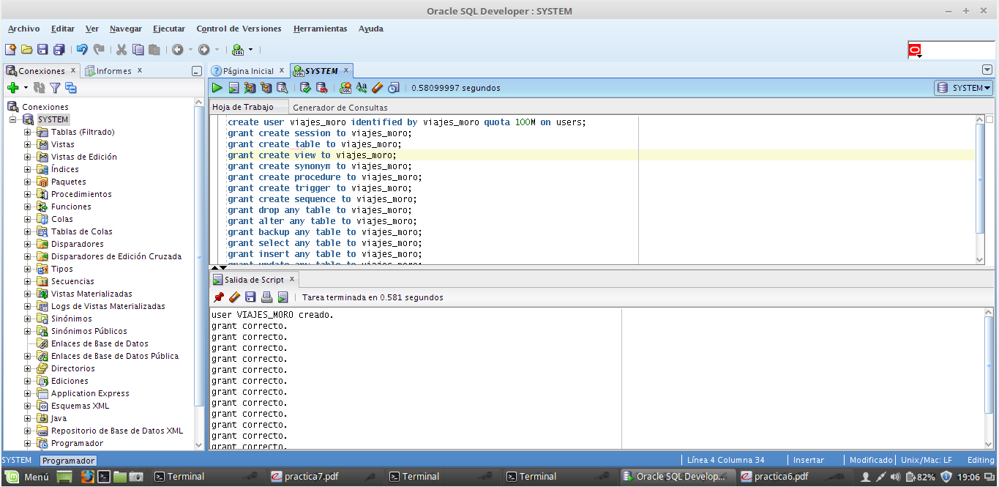 Oracle SQL Developer : SYSTEM
Archivo Editar Ver Navegar Ejecutar Control de Versiones Herramientas Ayuda
Conexiones x Informes x
Página Inicial x SYSTEM x
0.58099997 segundos
SYSTEM
Hoja de Trabajo Generador de Consultas
Conexiones
SYSTEM
Tablas (Filtrado)
Vistas
Vistas de Edición
Índices
Paquetes
Procedimientos
Funciones
Colas
Tablas de Colas
Disparadores
Disparadores de Edición Cruzada
Tipos
Secuencias
Vistas Materializadas
Logs de Vistas Materializadas
Sinónimos
Sinónimos Públicos
Enlaces de Base de Datos
Enlaces de Base de Datos Pública
Directorios
Ediciones
Application Express
Esquemas XML
Java
Repositorio de Base de Datos XML
Programador
create user viajes_moro identified by viajes_moro quota 100M on users;
grant create session to viajes_moro;
grant create table to viajes_moro;
grant create view to viajes_moro;
grant create synonym to viajes_moro;
grant create procedure to viajes_moro;
grant create trigger to viajes_moro;
grant create sequence to viajes_moro;
grant drop any table to viajes_moro;
grant alter any table to viajes_moro;
grant backup any table to viajes_moro;
grant select any table to viajes_moro;
grant insert any table to viajes_moro;
grant update any table to viajes_moro;
Salida de Script x
Tarea terminada en 0.581 segundos
user VIAJES_MORO creado.
grant correcto.
grant correcto.
grant correcto.
grant correcto.
grant correcto.
grant correcto.
grant correcto.
grant correcto.
grant correcto.
grant correcto.
grant correcto.
grant correcto.
SYSTEM Programador
Línea 4 Columna 34 Insertar Modificado Unix/Mac: LF Editing
Menú Terminal practica7.pdf Terminal Terminal Oracle SQL Develop... practica6.pdf 82% 19:06